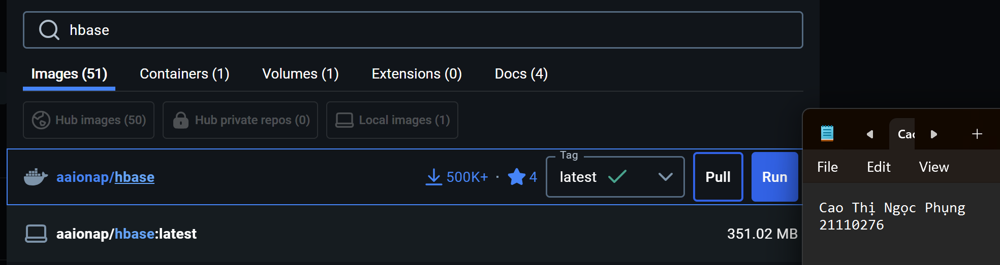 hbase
Images (51) Containers (1) Volumes (1) Extensions (0) Docs (4)
Hub images (50) Hub private repos (0) Local images (1)
aaionap/hbase 500K+ · 4 Tag latest Pull Run
aaionap/hbase:latest 351.02 MB
Cao
File Edit View
Cao Thị Ngọc Phụng
21110276